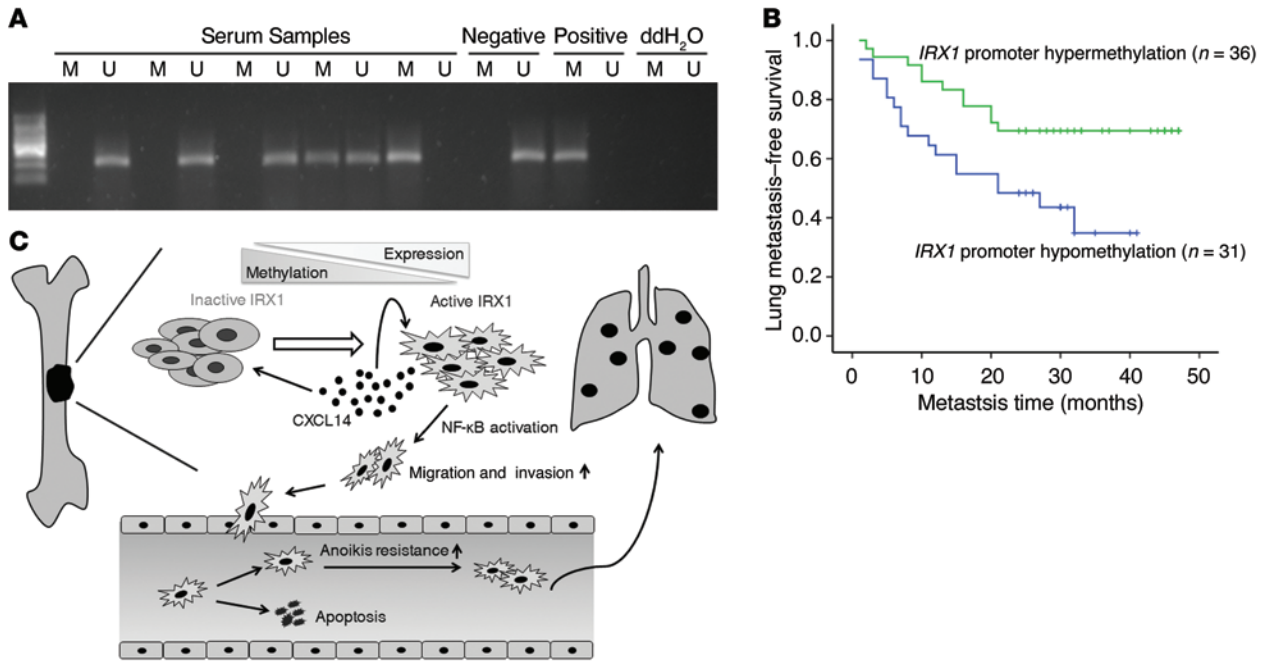 A
Serum Samples Negative Positive ddH₂O
M U M U M U M U M U M U M U M U
B
Lung metastasis–free survival
1.0
0.8
0.6
0.4
0.2
0.0
IRX1 promoter hypermethylation (n = 36)
IRX1 promoter hypomethylation (n = 31)
0 10 20 30 40 50
Metastsis time (months)
C
Expression
Methylation
Inactive IRX1
Active IRX1
CXCL14
NF-κB activation
Migration and invasion
Anoikis resistance
Apoptosis